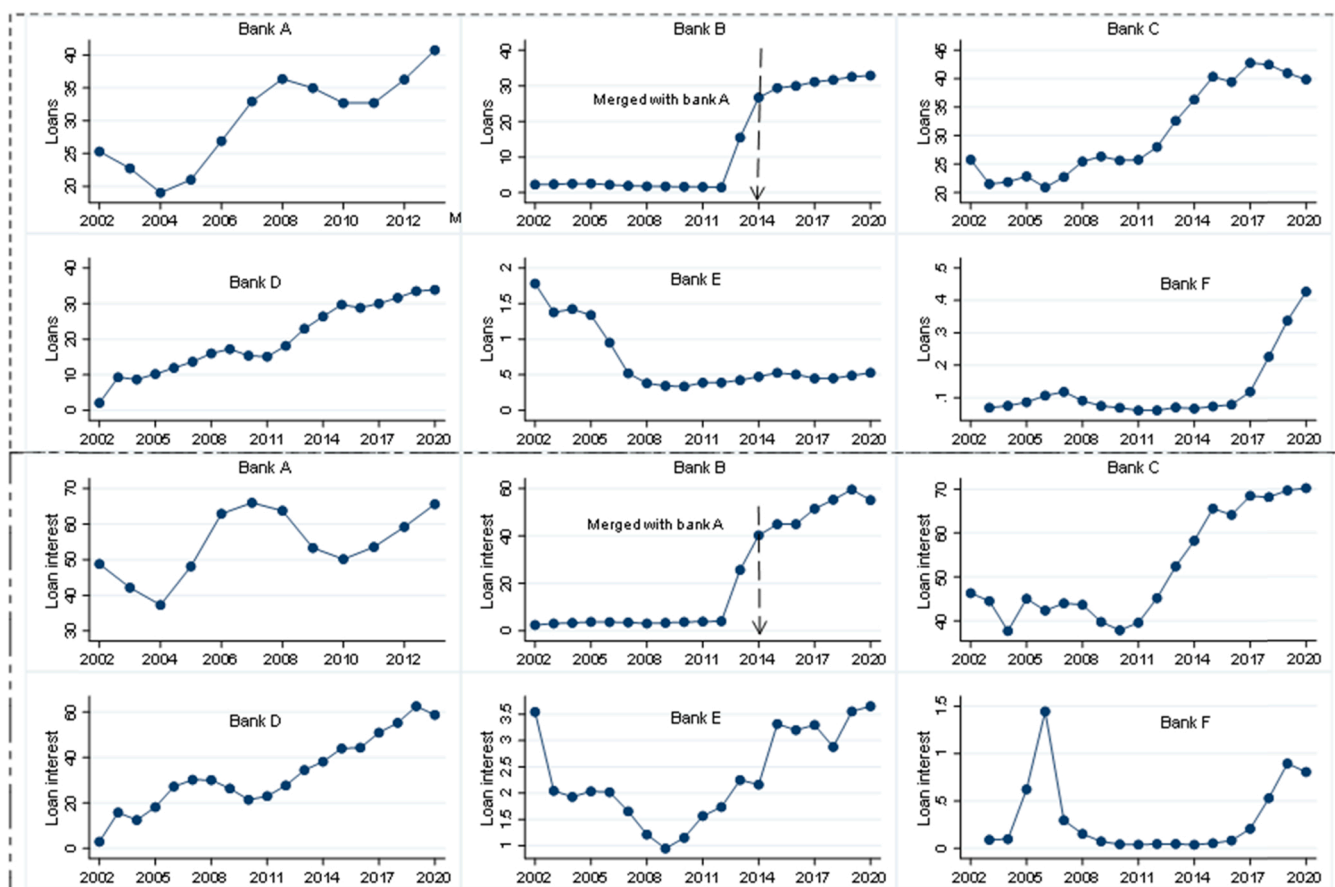 Bank A
Loans
20 25 30 35 40
2002 2004 2006 2008 2010 2012
M
Bank B
Loans
0 10 20 30 40
Merged with bank A
2002 2005 2008 2011 2014 2017 2020
Bank C
Loans
20 25 30 35 40 45
2002 2005 2008 2011 2014 2017 2020
Bank D
Loans
0 10 20 30 40
2002 2005 2008 2011 2014 2017 2020
Bank E
Loans
0 .5 1 1.5 2
2002 2005 2008 2011 2014 2017 2020
Bank F
Loans
.1 .2 .3 .4 .5
2002 2005 2008 2011 2014 2017 2020
Bank A
Loan interest
30 40 50 60 70
2002 2004 2006 2008 2010 2012
Bank B
Loan interest
0 20 40 60
Merged with bank A
2002 2005 2008 2011 2014 2017 2020
Bank C
Loan interest
40 50 60 70
2002 2005 2008 2011 2014 2017 2020
Bank D
Loan interest
0 20 40 60
2002 2005 2008 2011 2014 2017 2020
Bank E
Loan interest
1 1.5 2 2.5 3 3.5
2002 2005 2008 2011 2014 2017 2020
Bank F
Loan interest
0 .5 1 1.5
2002 2005 2008 2011 2014 2017 2020